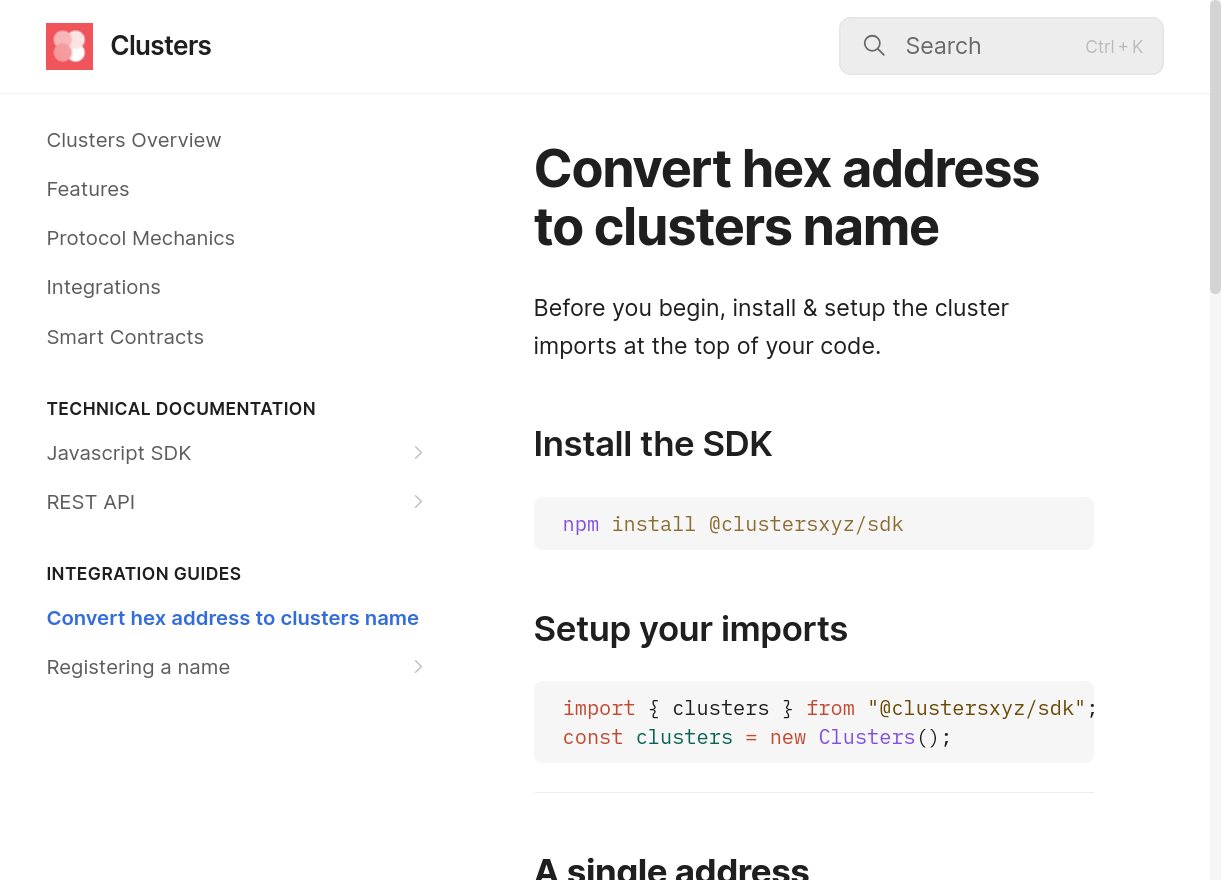 Clusters
Search
Ctrl + K
Clusters Overview
Features
Protocol Mechanics
Integrations
Smart Contracts
TECHNICAL DOCUMENTATION
Javascript SDK
REST API
INTEGRATION GUIDES
Convert hex address to clusters name
Registering a name
Convert hex address
to clusters name
Before you begin, install & setup the cluster
imports at the top of your code.
Install the SDK
npm install @clustersxyz/sdk
Setup your imports
import { clusters } from "@clustersxyz/sdk";
const clusters = new Clusters();
A single address